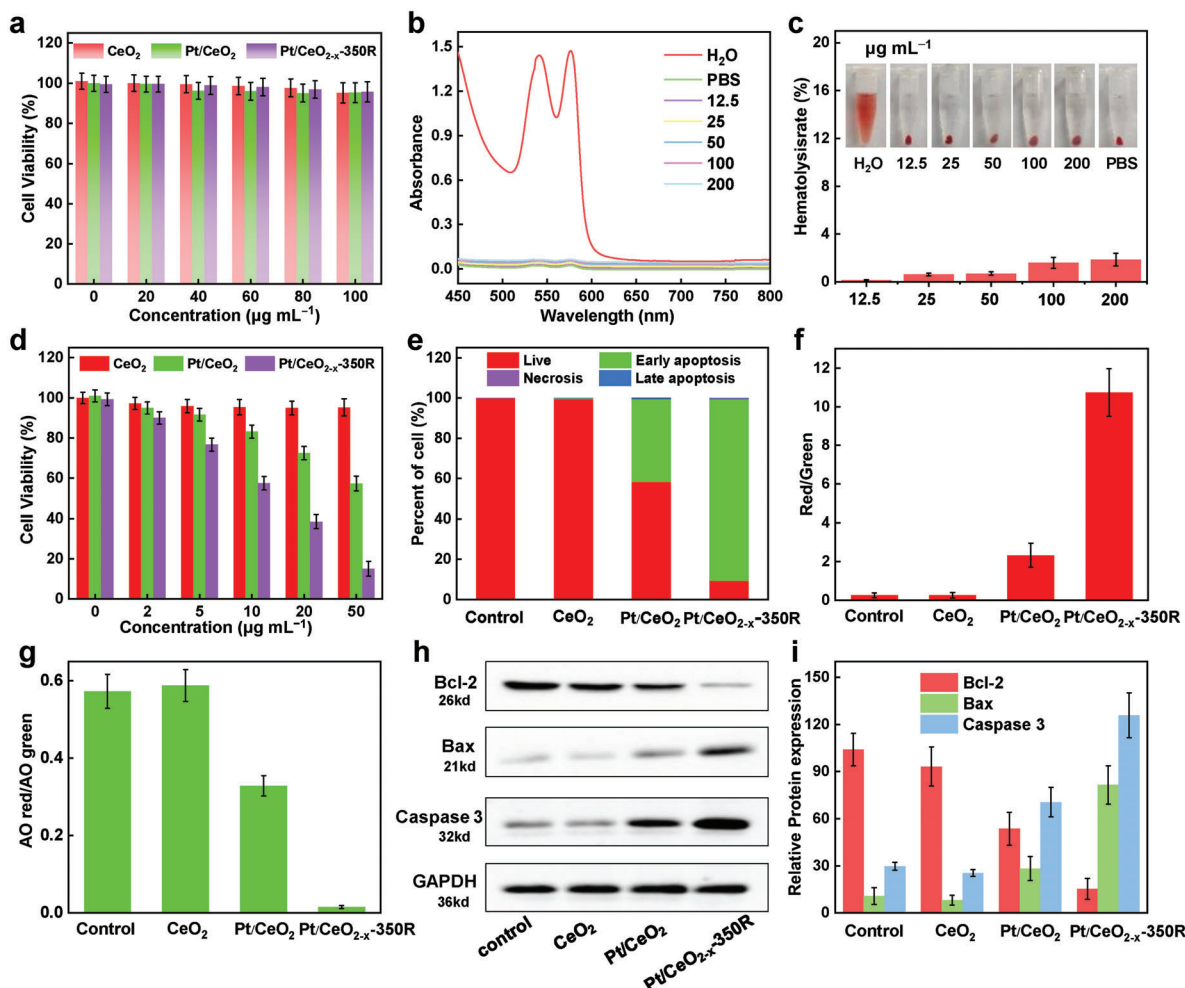 a
CeO₂ Pt/CeO₂ Pt/CeO₂₋ₓ-350R
120
100
80
60
40
20
0
Cell Viability (%)
0 20 40 60 80 100
Concentration (µg mL⁻¹)
b
H₂O
PBS
12.5
25
50
100
200
1.5
1.2
0.9
0.6
0.3
0.0
Absorbance
450 500 550 600 650 700 750 800
Wavelength (nm)
c
µg mL⁻¹
H₂O 12.5 25 50 100 200 PBS
20
16
12
8
4
0
Hematolysisrate (%)
12.5 25 50 100 200
d
CeO₂ Pt/CeO₂ Pt/CeO₂₋ₓ-350R
120
100
80
60
40
20
0
Cell Viability (%)
0 2 5 10 20 50
Concentration (µg mL⁻¹)
e
Live Early apoptosis
Necrosis Late apoptosis
120
100
80
60
40
20
0
Percent of cell (%)
Control CeO₂ Pt/CeO₂ Pt/CeO₂₋ₓ-350R
f
12
10
8
6
4
2
0
Red/Green
Control CeO₂ Pt/CeO₂ Pt/CeO₂₋ₓ-350R
g
0.6
0.4
0.2
0.0
AO red/AO green
Control CeO₂ Pt/CeO₂ Pt/CeO₂₋ₓ-350R
h
Bcl-2
26kd
Bax
21kd
Caspase 3
32kd
GAPDH
36kd
control CeO₂ Pt/CeO₂ Pt/CeO₂₋ₓ-350R
i
Bcl-2
Bax
Caspase 3
150
120
90
60
30
0
Relative Protein expression
Control CeO₂ Pt/CeO₂ Pt/CeO₂₋ₓ-350R